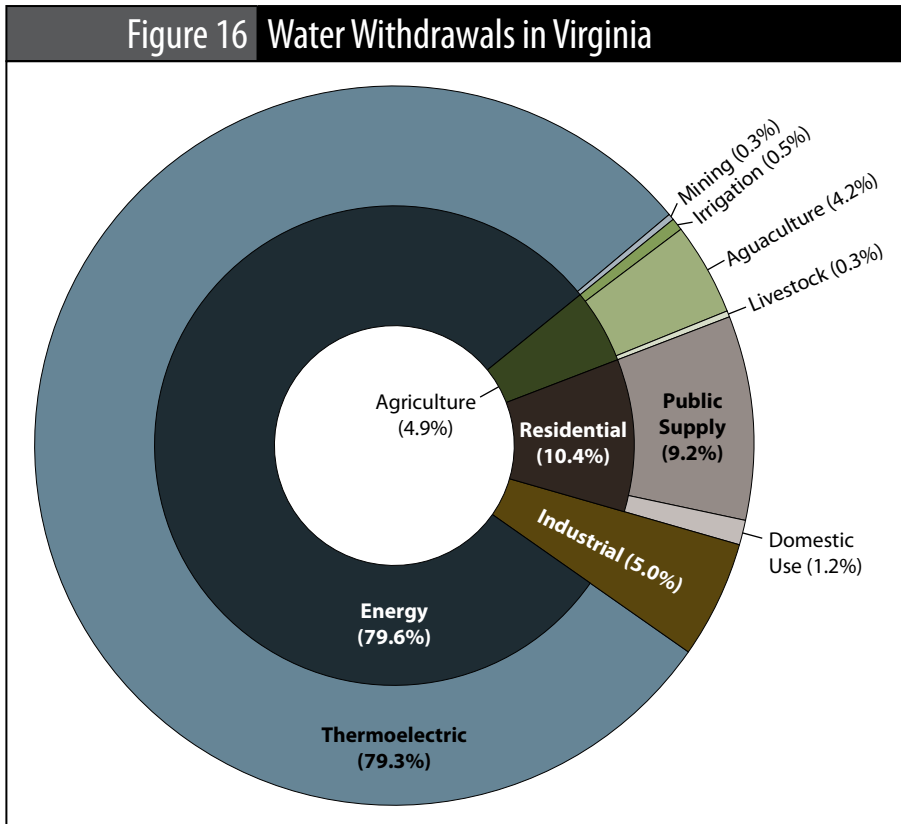 Figure 16 Water Withdrawals in Virginia
Mining (0.3%)
Irrigation (0.5%)
Aguaculture (4.2%)
Livestock (0.3%)
Agriculture
(4.9%)
Residential
(10.4%)
Public
Supply
(9.2%)
Domestic
Use (1.2%)
Industrial (5.0%)
Energy
(79.6%)
Thermoelectric
(79.3%)